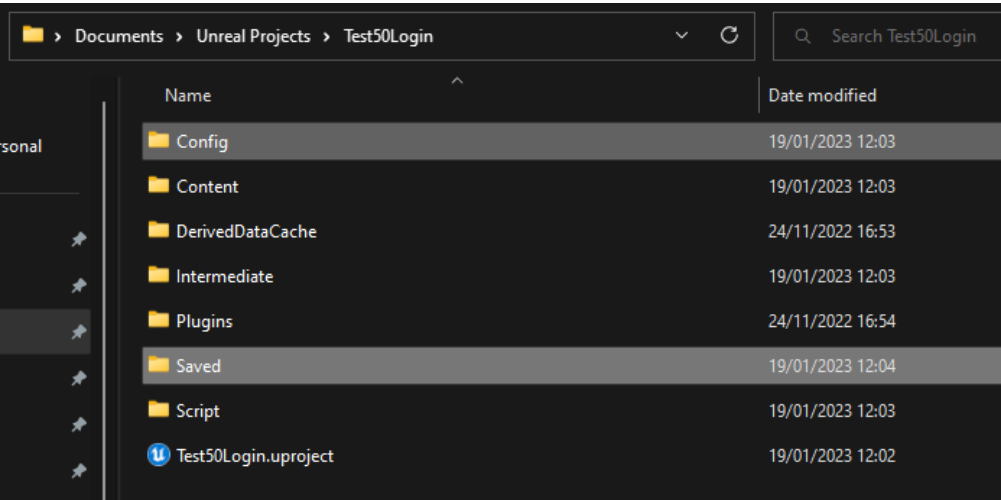 Documents > Unreal Projects > Test50Login
Search Test50Login
Name Date modified
rsonal
Config 19/01/2023 12:03
Content 19/01/2023 12:03
DerivedDataCache 24/11/2022 16:53
Intermediate 19/01/2023 12:03
Plugins 24/11/2022 16:54
Saved 19/01/2023 12:04
Script 19/01/2023 12:03
Test50Login.uproject 19/01/2023 12:02